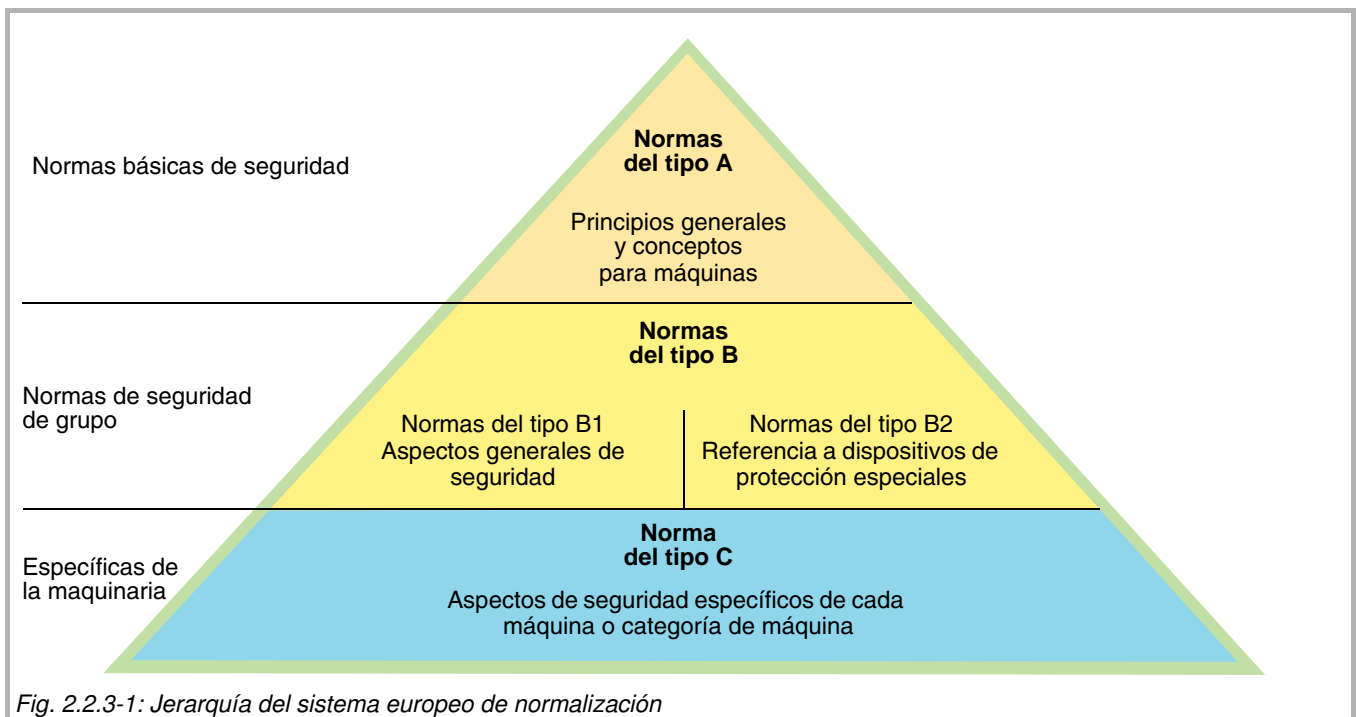 Normas básicas de seguridad
Normas
del tipo A
Principios generales
y conceptos
para máquinas
Normas de seguridad
de grupo
Normas
del tipo B
Normas del tipo B1
Aspectos generales de
seguridad
Normas del tipo B2
Referencia a dispositivos de
protección especiales
Específicas de
la maquinaria
Norma
del tipo C
Aspectos de seguridad específicos de cada
máquina o categoría de máquina
Fig. 2.2.3-1: Jerarquía del sistema europeo de normalización